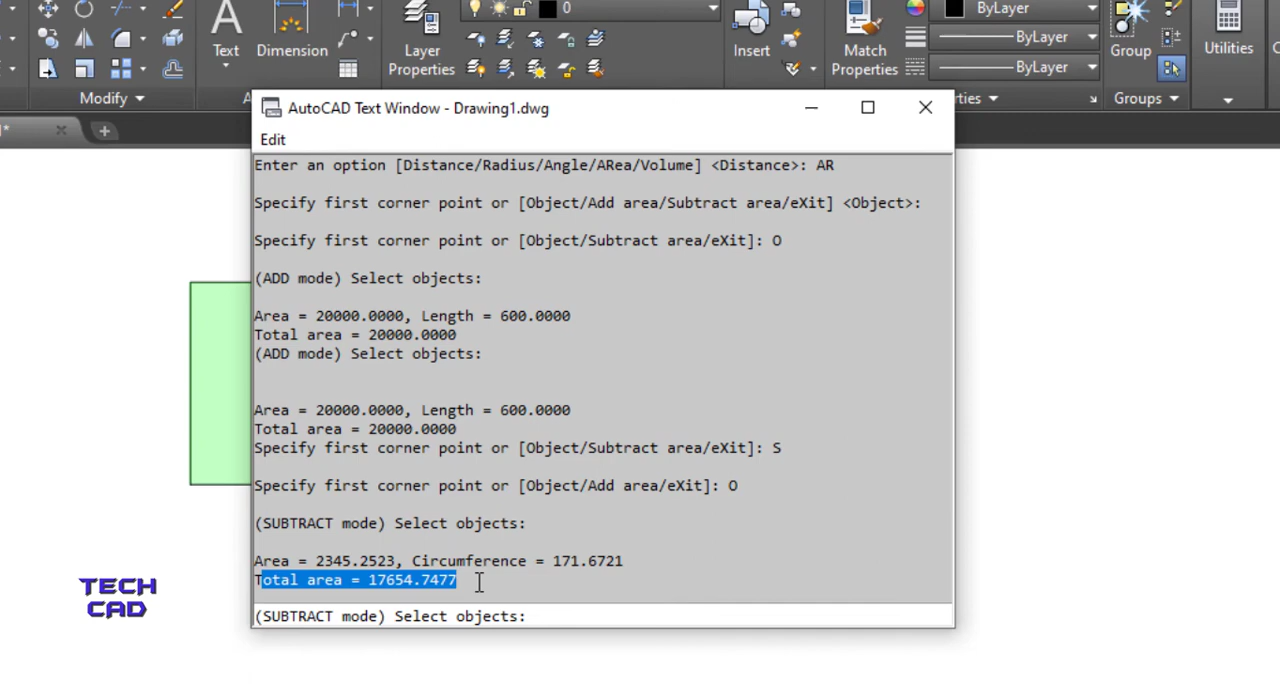 0
ByLayer
ByLayer
ByLayer
Text
Dimension
Layer
Properties
Insert
Match
Properties
Group
Utilities
Modify
Groups
AutoCAD Text Window - Drawing1.dwg
Edit
Enter an option [Distance/Radius/Angle/ARea/Volume] <Distance>: AR
Specify first corner point or [Object/Add area/Subtract area/eXit] <Object>:
Specify first corner point or [Object/Subtract area/eXit]: O
(ADD mode) Select objects:
Area = 20000.0000, Length = 600.0000
Total area = 20000.0000
(ADD mode) Select objects:
Area = 20000.0000, Length = 600.0000
Total area = 20000.0000
Specify first corner point or [Object/Subtract area/eXit]: S
Specify first corner point or [Object/Add area/eXit]: O
(SUBTRACT mode) Select objects:
Area = 2345.2523, Circumference = 171.6721
Total area = 17654.7477
(SUBTRACT mode) Select objects:
TECH
CAD